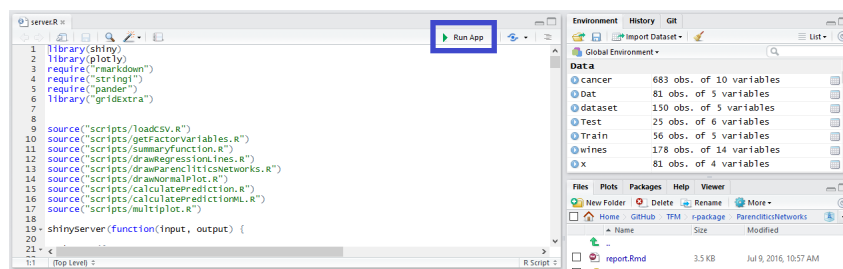 server.R
Run App
1 library(shiny)
2 library(plotly)
3 require("rmarkdown")
4 require("stringi")
5 require("pander")
6 library("gridExtra")
7
8
9 source("scripts/loadCSV.R")
10 source("scripts/getFactorVariables.R")
11 source("scripts/summaryfunction.R")
12 source("scripts/drawRegressionLines.R")
13 source("scripts/drawParencliticsNetworks.R")
14 source("scripts/drawNormalPlot.R")
15 source("scripts/calculatePrediction.R")
16 source("scripts/calculatePredictionML.R")
17 source("scripts/multiplot.R")
18
19 shinyServer(function(input, output) {
20
21
1:1 (Top Level) R Script
Environment History Git
Import Dataset List
Global Environment
Data
cancer 683 obs. of 10 variables
Dat 81 obs. of 5 variables
dataset 150 obs. of 5 variables
Test 25 obs. of 6 variables
Train 56 obs. of 5 variables
wines 178 obs. of 14 variables
x 81 obs. of 4 variables
Files Plots Packages Help Viewer
New Folder Delete Rename More
Home GitHub TFM r-package ParencliticsNetworks
Name Size Modified
..
report.Rmd 3.5 KB Jul 9, 2016, 10:57 AM